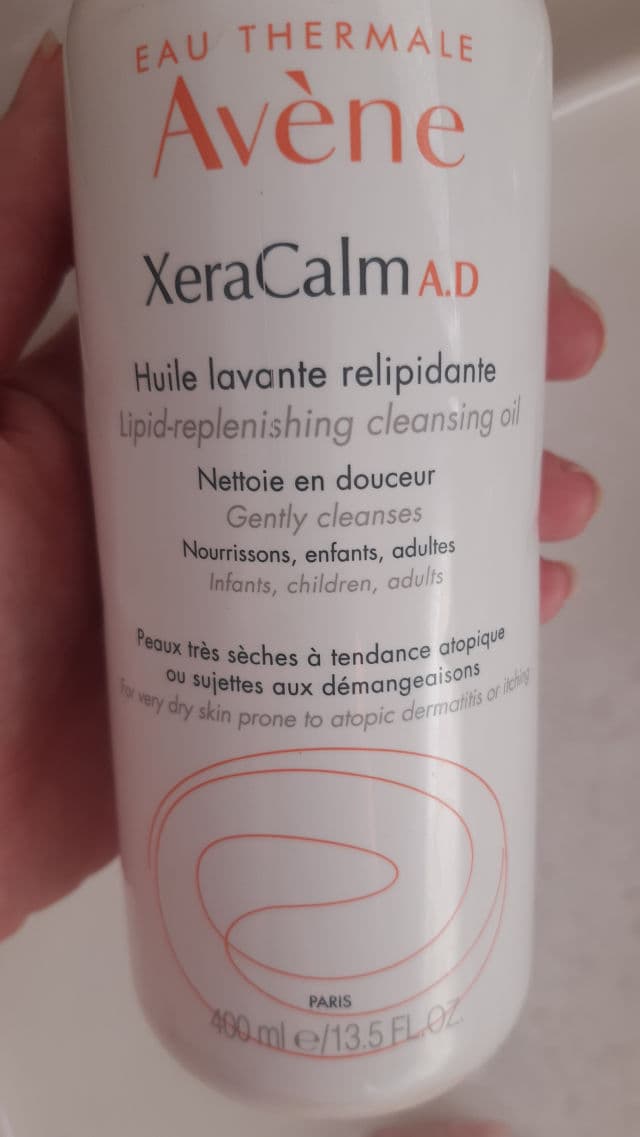 EAU THERMALE
Avène
XeraCalm A.D
Huile lavante relipidante
Lipid-replenishing cleansing oil
Nettoie en douceur
Gently cleanses
Nourrissons, enfants, adultes
Infants, children, adults
Peaux très sèches à tendance atopique
ou sujettes aux démangeaisons
For very dry skin prone to atopic dermatitis or itching
PARIS
400 ml e/13.5 FL.OZ.